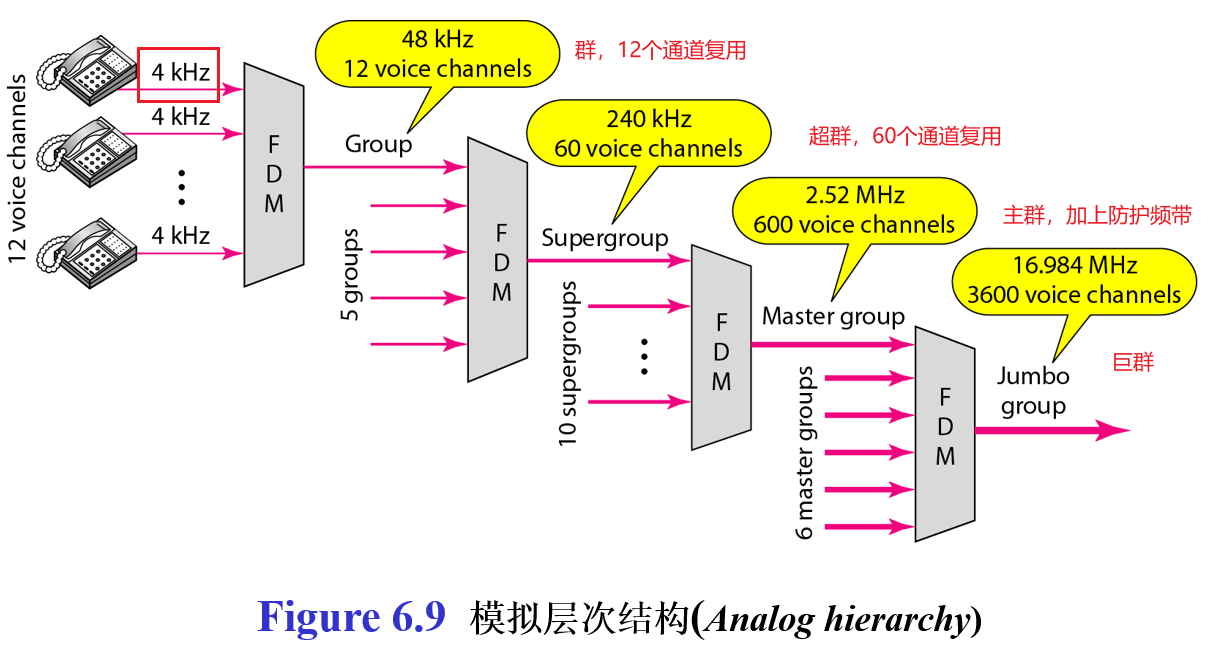 12 voice channels
4 kHz
4 kHz
4 kHz
F
D
M
48 kHz
12 voice channels
群，12个通道复用
Group
5 groups
F
D
M
240 kHz
60 voice channels
超群，60个通道复用
Supergroup
10 supergroups
F
D
M
2.52 MHz
600 voice channels
主群，加上防护频带
Master group
6 master groups
F
D
M
16.984 MHz
3600 voice channels
巨群
Jumbo
group
Figure 6.9 模拟层次结构(Analog hierarchy)